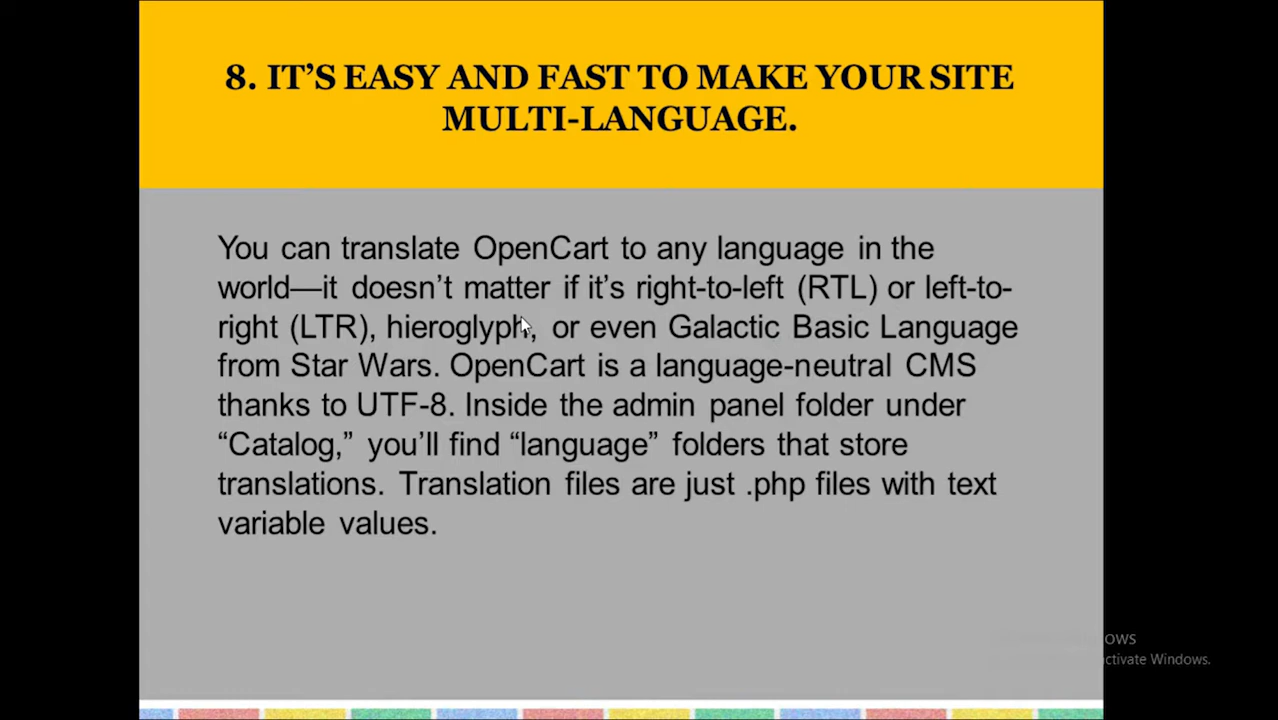 8. IT’S EASY AND FAST TO MAKE YOUR SITE
MULTI-LANGUAGE.
You can translate OpenCart to any language in the
world—it doesn’t matter if it’s right-to-left (RTL) or left-to-
right (LTR), hieroglyph, or even Galactic Basic Language
from Star Wars. OpenCart is a language-neutral CMS
thanks to UTF-8. Inside the admin panel folder under
“Catalog,” you’ll find “language” folders that store
translations. Translation files are just .php files with text
variable values.
Windows.